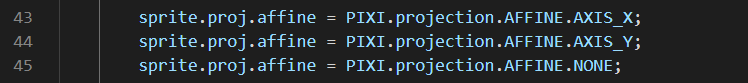 43 sprite.proj.affine = PIXI.projection.AFFINE.AXIS_X;
44 sprite.proj.affine = PIXI.projection.AFFINE.AXIS_Y;
45 sprite.proj.affine = PIXI.projection.AFFINE.NONE;